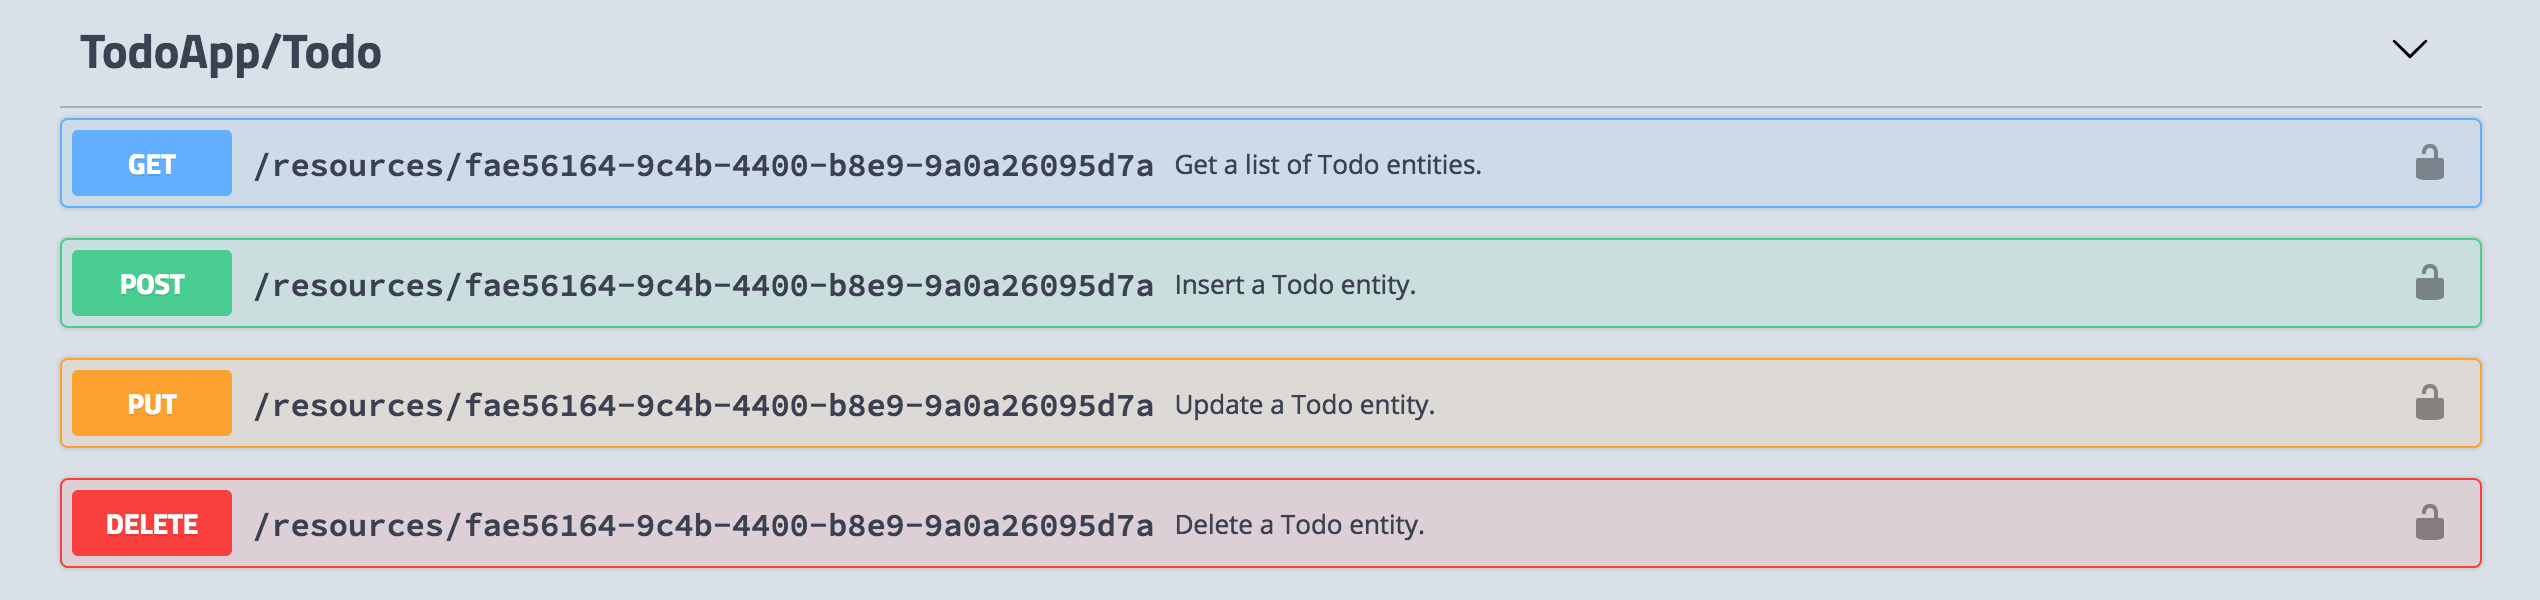 TodoApp/Todo
GET /resources/fae56164-9c4b-4400-b8e9-9a0a26095d7a Get a list of Todo entities.
POST /resources/fae56164-9c4b-4400-b8e9-9a0a26095d7a Insert a Todo entity.
PUT /resources/fae56164-9c4b-4400-b8e9-9a0a26095d7a Update a Todo entity.
DELETE /resources/fae56164-9c4b-4400-b8e9-9a0a26095d7a Delete a Todo entity.